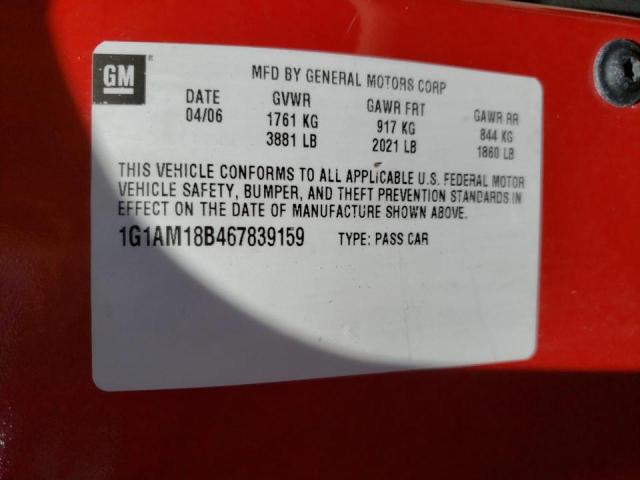 GM ® MFD BY GENERAL MOTORS CORP
DATE GVWR GAWR FRT GAWR RR
04/06 1761 KG 917 KG 844 KG
3881 LB 2021 LB 1860 LB
THIS VEHICLE CONFORMS TO ALL APPLICABLE U.S. FEDERAL MOTOR
VEHICLE SAFETY, BUMPER, AND THEFT PREVENTION STANDARDS IN
EFFECT ON THE DATE OF MANUFACTURE SHOWN ABOVE.
1G1AM18B467839159 TYPE: PASS CAR